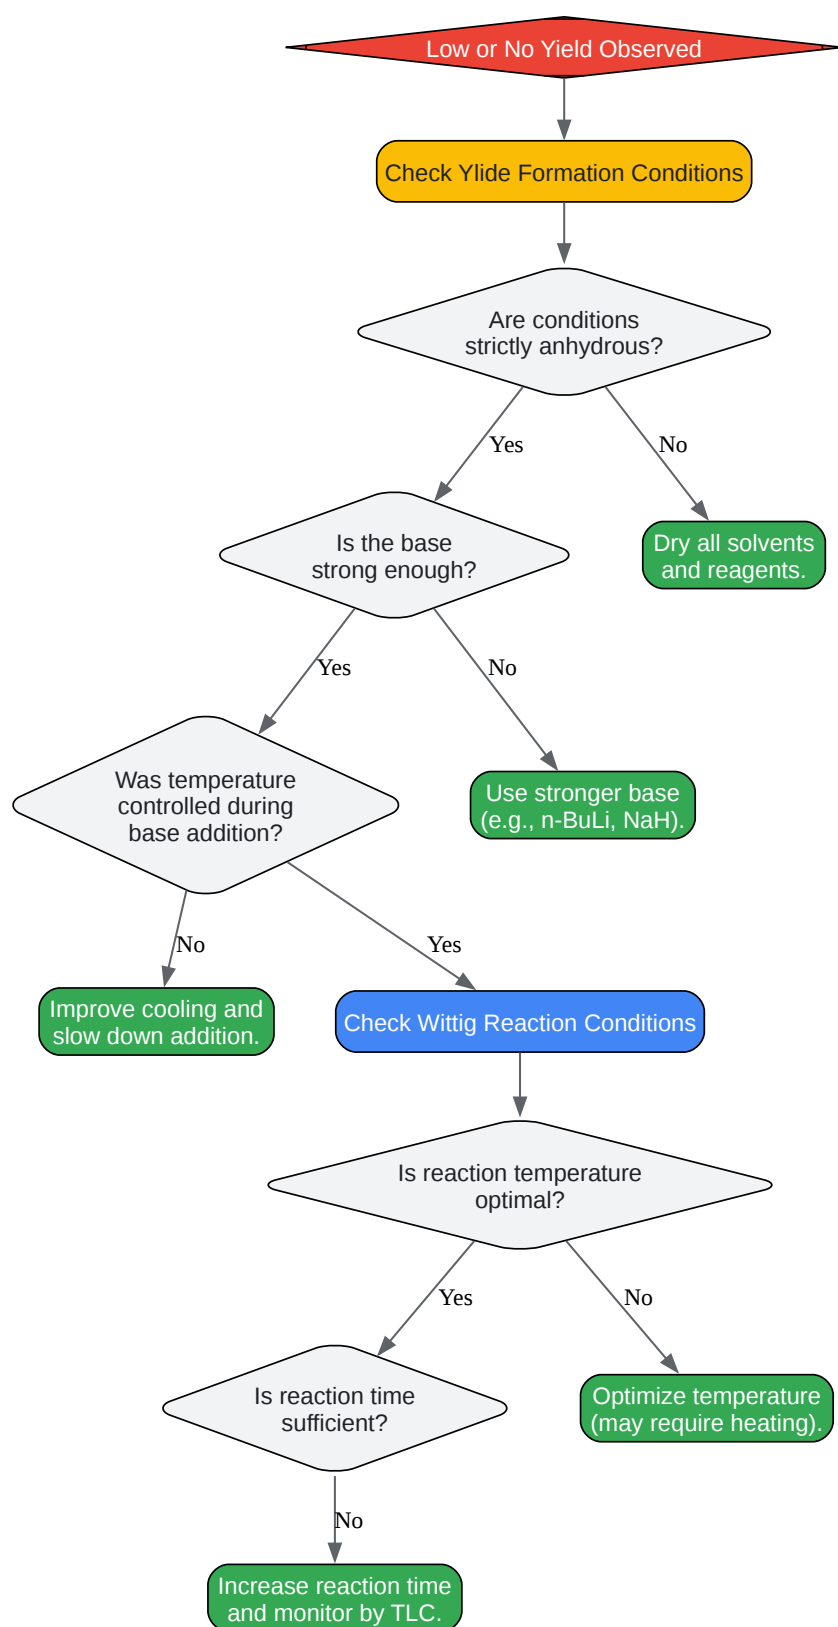 Low or No Yield Observed
Check Ylide Formation Conditions
Are conditions
strictly anhydrous?
Yes
No
Is the base
strong enough?
Dry all solvents
and reagents.
Yes
No
Was temperature
controlled during
base addition?
Use stronger base
(e.g., n-BuLi, NaH).
No
Yes
Improve cooling and
slow down addition.
Check Wittig Reaction Conditions
Is reaction temperature
optimal?
Yes
No
Is reaction time
sufficient?
Optimize temperature
(may require heating).
No
Increase reaction time
and monitor by TLC.